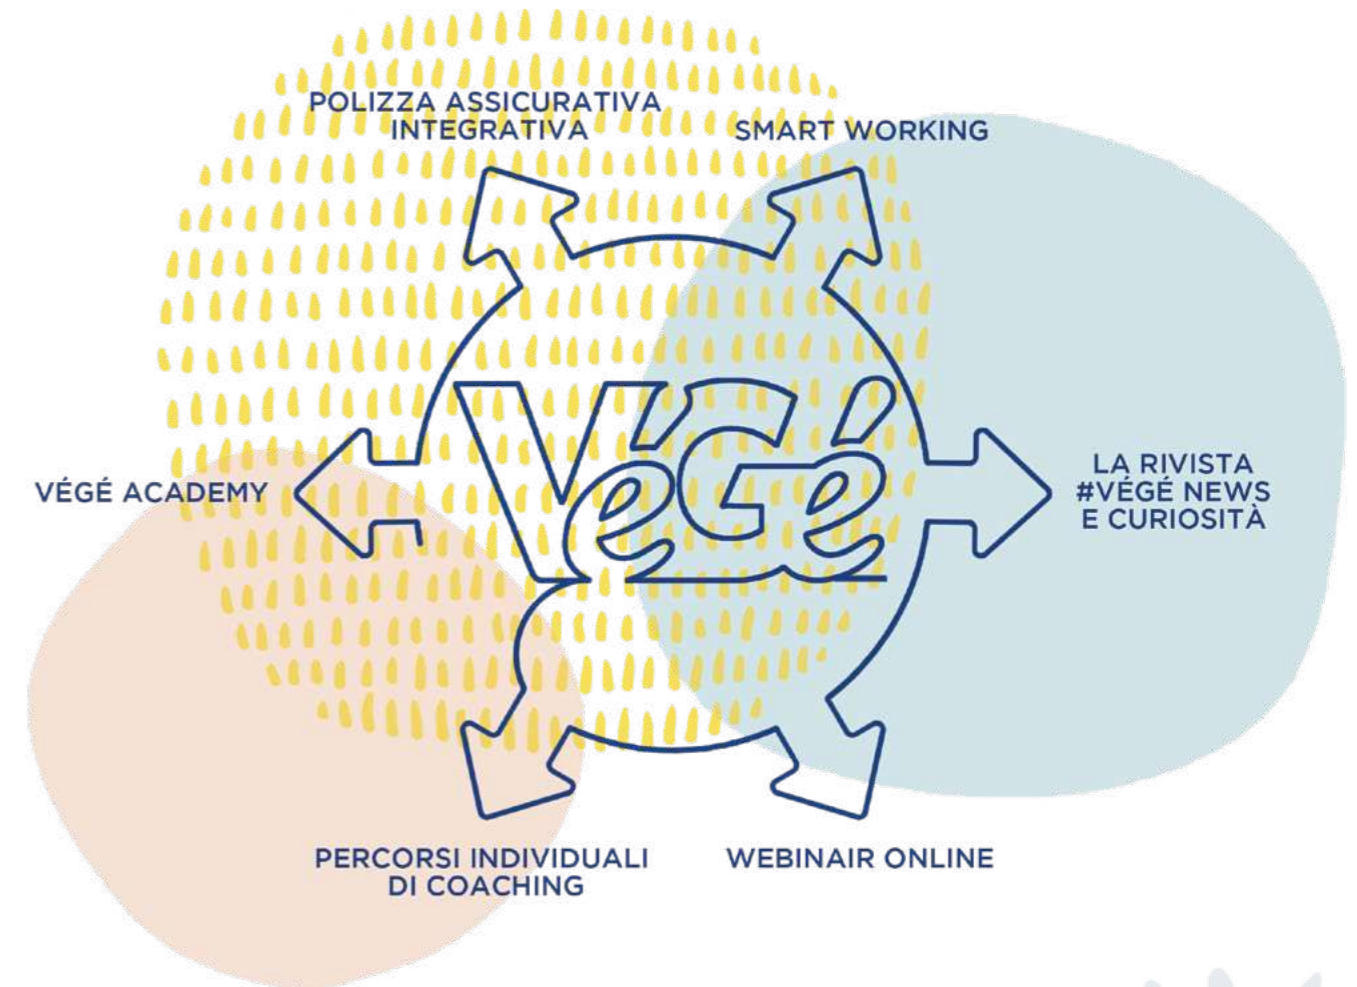 POLIZZA ASSICURATIVA
INTEGRATIVA
SMART WORKING
VéGé
VÉGÉ ACADEMY
LA RIVISTA
#VÉGÉ NEWS
E CURIOSITÀ
PERCORSI INDIVIDUALI
DI COACHING
WEBINAIR ONLINE